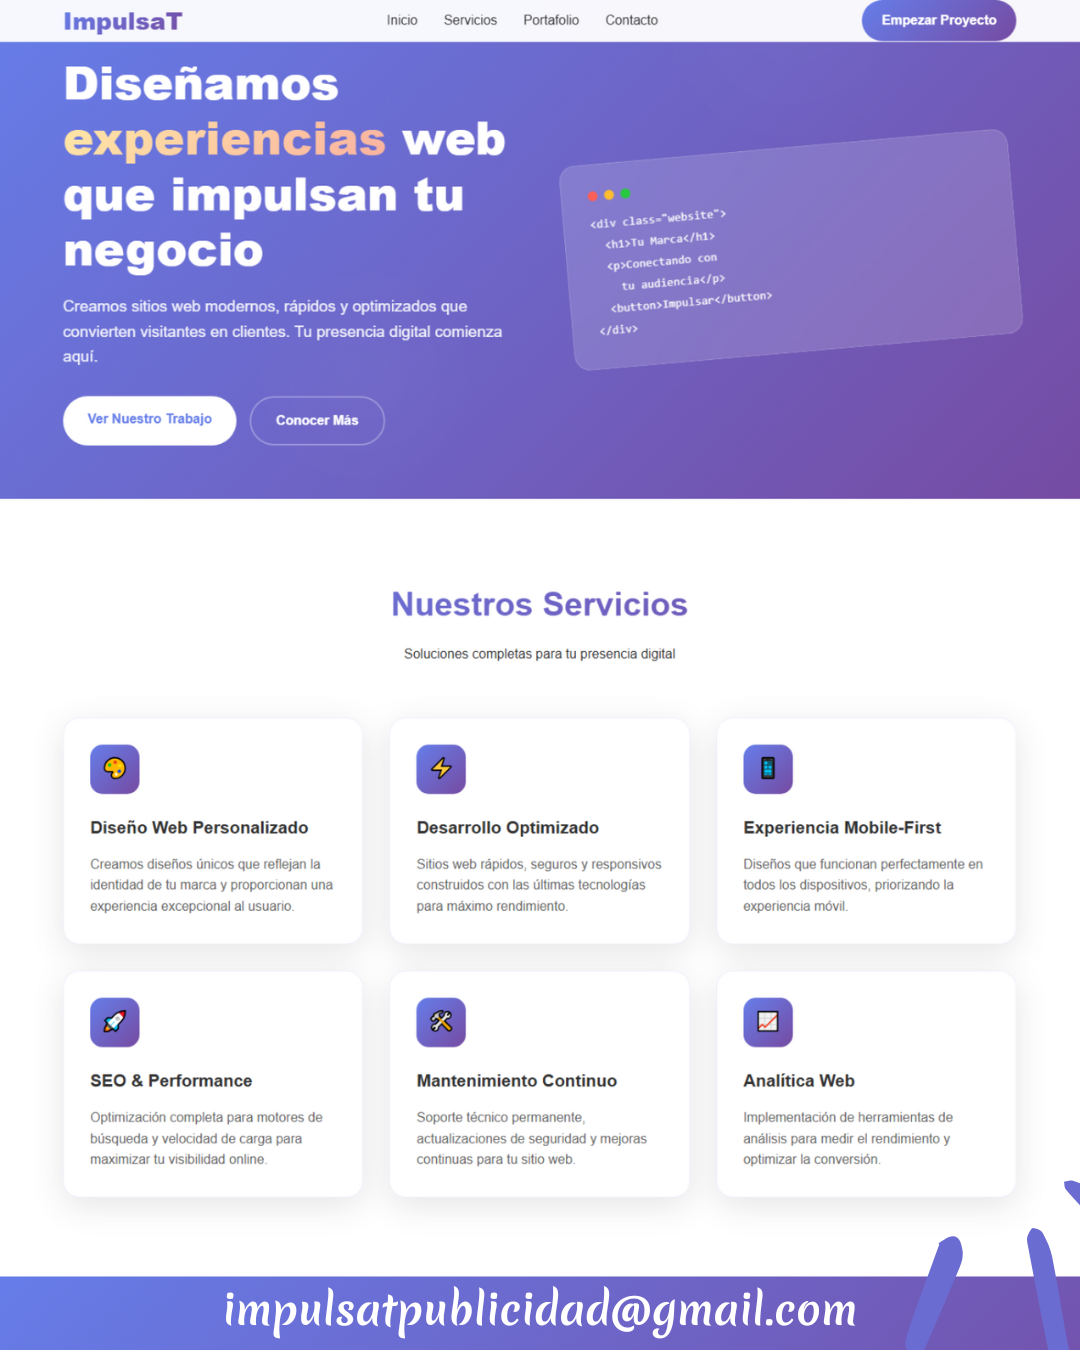 ImpulsaT
Inicio Servicios Portafolio Contacto
Empezar Proyecto
Diseñamos
experiencias web
que impulsan tu
negocio
Creamos sitios web modernos, rápidos y optimizados que
convierten visitantes en clientes. Tu presencia digital comienza
aquí.
Ver Nuestro Trabajo
Conocer Más
<div class="website">
<h1>Tu Marca</h1>
<p>Conectando con
tu audiencia</p>
<button>Impulsar</button>
</div>
Nuestros Servicios
Soluciones completas para tu presencia digital
Diseño Web Personalizado
Creamos diseños únicos que reflejan la
identidad de tu marca y proporcionan una
experiencia excepcional al usuario.
Desarrollo Optimizado
Sitios web rápidos, seguros y responsivos
construidos con las últimas tecnologías
para máximo rendimiento.
Experiencia Mobile-First
Diseños que funcionan perfectamente en
todos los dispositivos, priorizando la
experiencia móvil.
SEO & Performance
Optimización completa para motores de
búsqueda y velocidad de carga para
maximizar tu visibilidad online.
Mantenimiento Continuo
Soporte técnico permanente,
actualizaciones de seguridad y mejoras
continuas para tu sitio web.
Analítica Web
Implementación de herramientas de
análisis para medir el rendimiento y
optimizar la conversión.
impulsatpublicidad@gmail.com